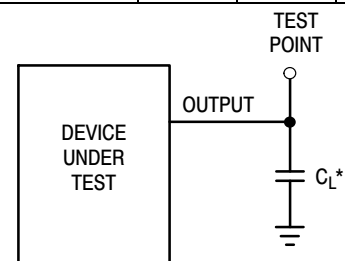 TEST
POINT
OUTPUT
DEVICE
UNDER
TEST
C_L*